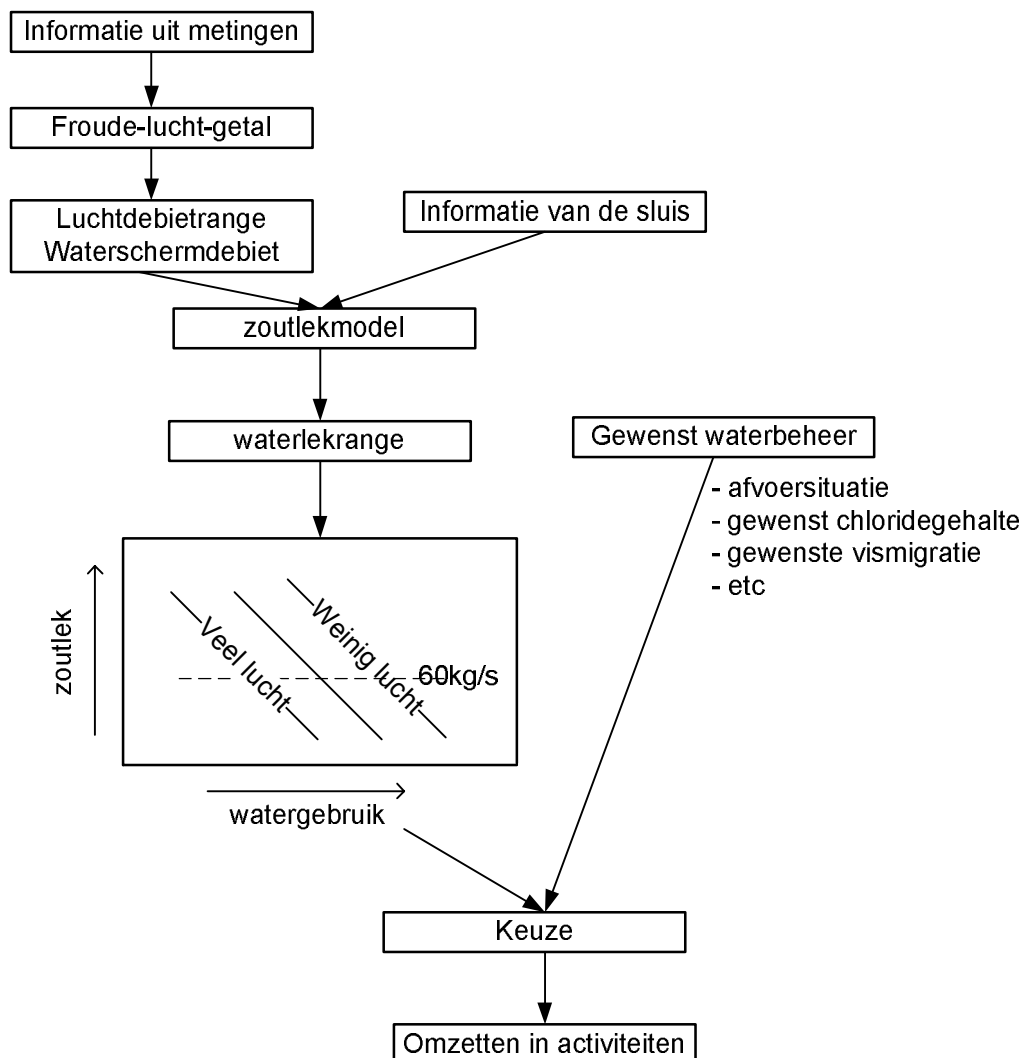 Informatie uit metingen
Froude-lucht-getal
Luchtdebietrange
Waterschermdebiet
Informatie van de sluis
zoutlekmodel
waterlekrange
Gewenst waterbeheer
- afvoersituatie
- gewenst chloridegehalte
- gewenste vismigratie
- etc
zoutlek
Veel lucht
Weinig lucht
60kg/s
watergebruik
Keuze
Omzetten in activiteiten